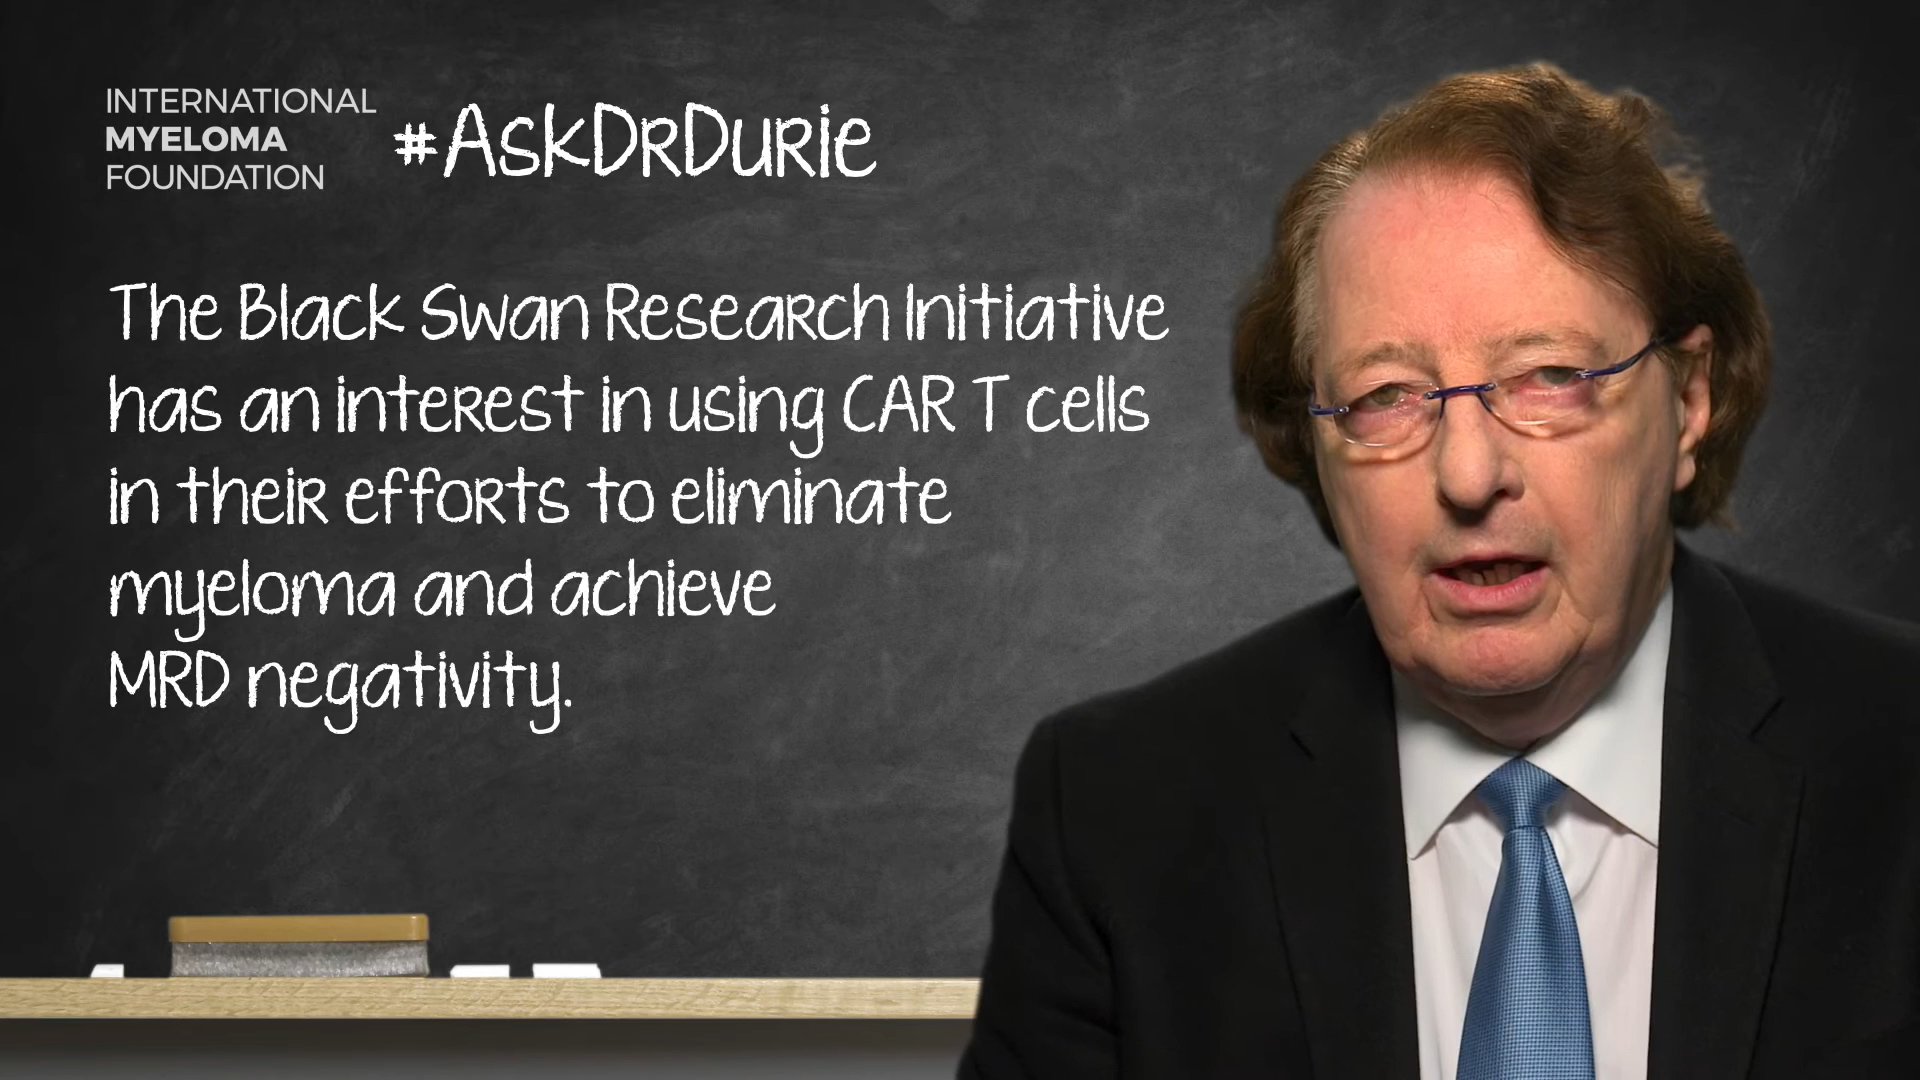 INTERNATIONAL
MYELOMA
FOUNDATION
#AskDrDurie
The Black Swan Research Initiative
has an interest in using CAR T cells
in their efforts to eliminate
myeloma and achieve
MRD negativity.